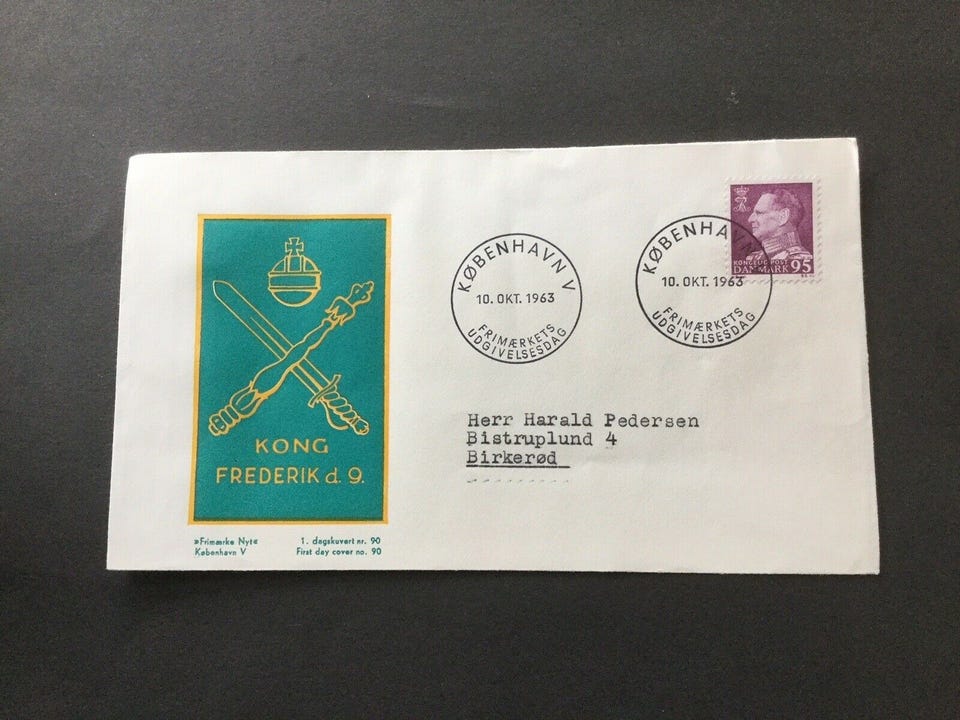 KONG
FREDERIK d. 9.
»Frimærke Nyt«
København V
1. dagskuvert nr. 90
First day cover no. 90
KØBENHAVN V
10. OKT. 1963
FRIMÆRKETS
UDGIVELSESDAG
KØBENHAVN V
10. OKT. 1963
FRIMÆRKETS
UDGIVELSESDAG
KONGELIG POST
DANMARK 95
Herr Harald Pedersen
Bistruplund 4
Birkerød